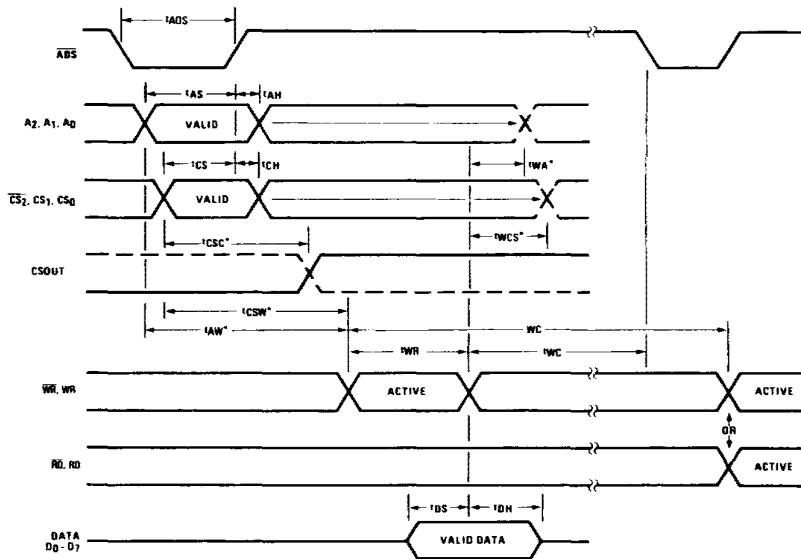 tADS
ADS
tAS tAH
A2, A1, A0 VALID
tWA*
tCS tCH
CS2, CS1, CS0 VALID
tWCS*
tCSC*
CSOUT
tCSW*
tAW* WC
tWR tWC
WR, WR ACTIVE ACTIVE
OR
RD, RD ACTIVE
tDS tDH
DATA
D0 - D7 VALID DATA